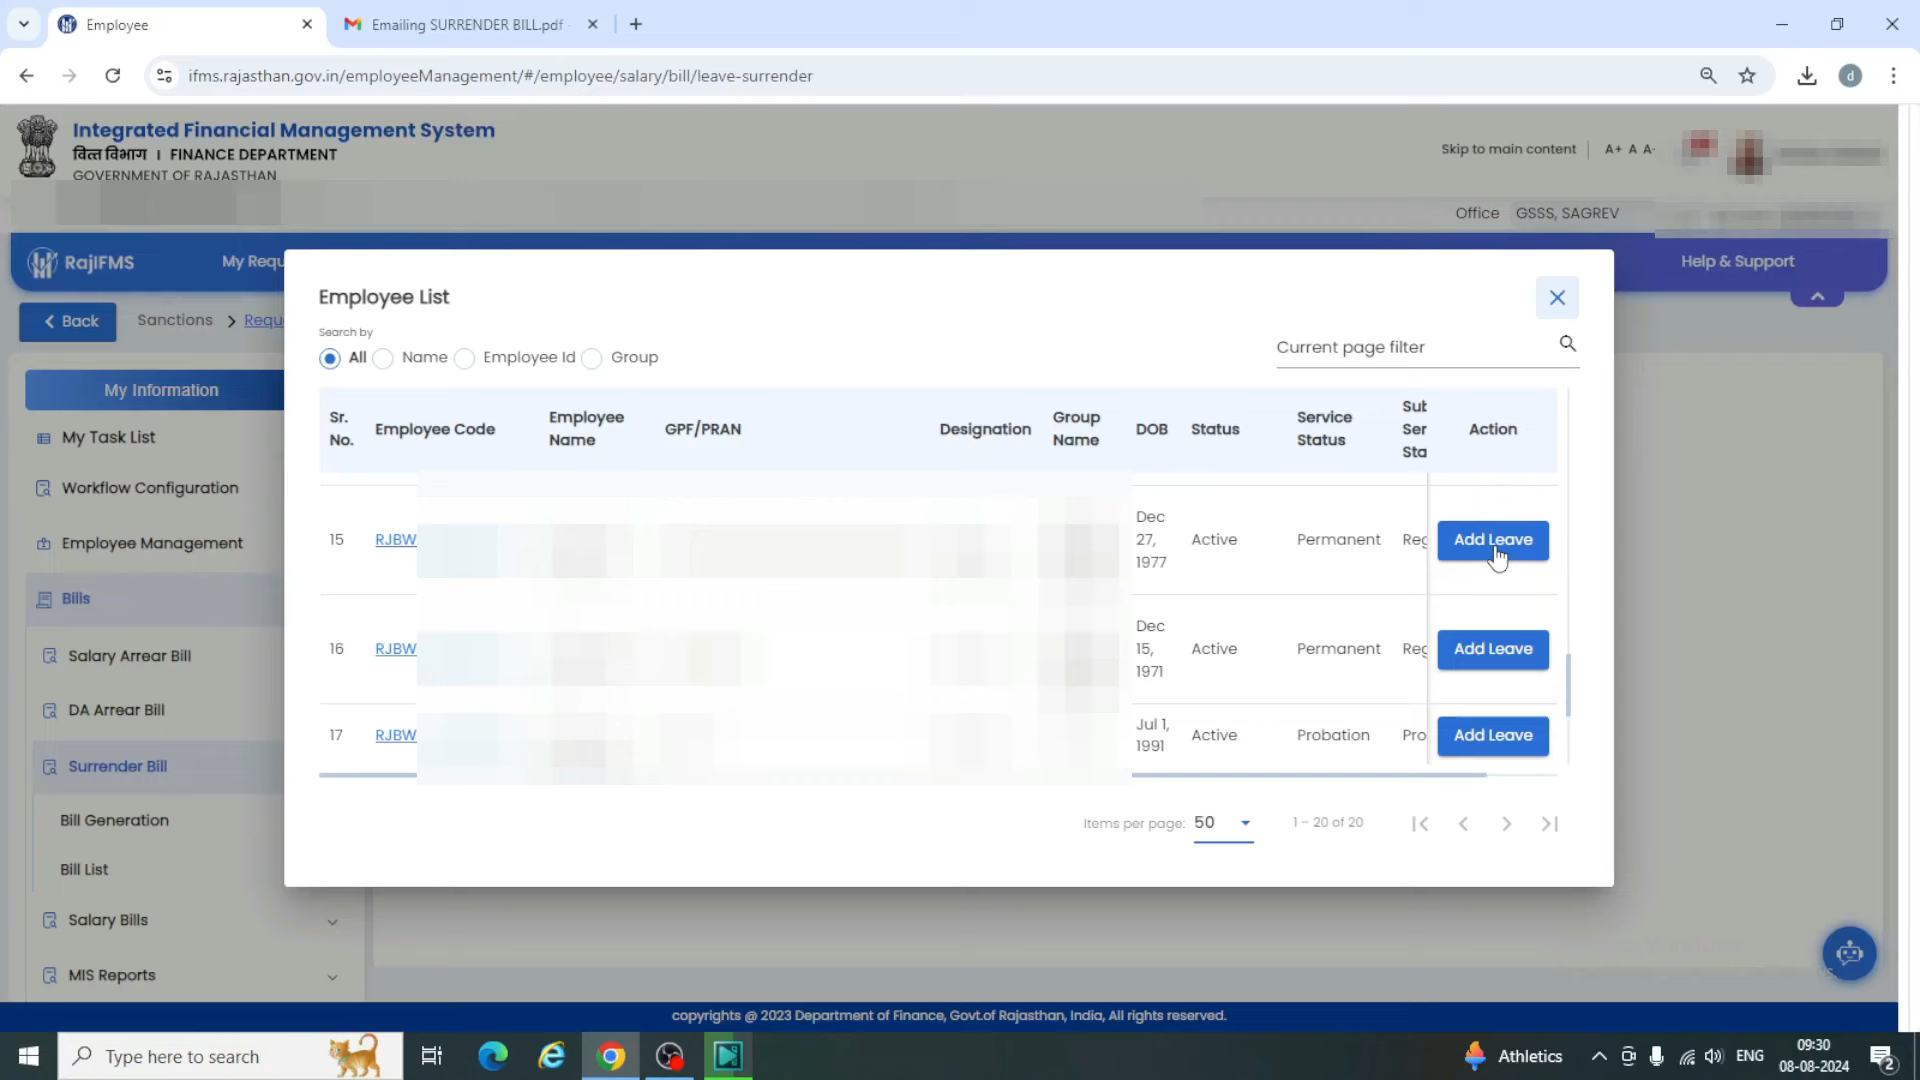 Employee
Emailing SURRENDER BILL.pdf
ifms.rajasthan.gov.in/employeeManagement/#/employee/salary/bill/leave-surrender
d
Integrated Financial Management System
वित्त विभाग । FINANCE DEPARTMENT
GOVERNMENT OF RAJASTHAN
Skip to main content
A+ A A-
Office GSSS, SAGREV
RajIFMS
My Requ
Help & Support
Back
Sanctions
Reque
My Information
My Task List
Workflow Configuration
Employee Management
Bills
Salary Arrear Bill
DA Arrear Bill
Surrender Bill
Bill Generation
Bill List
Salary Bills
MIS Reports
Employee List
Search by
All Name Employee Id Group
Current page filter
Sr. No. Employee Code Employee Name GPF/PRAN Designation Group Name DOB Status Service Status Sub Ser Sta Action
15 RJBW Dec 27, 1977 Active Permanent Reg Add Leave
16 RJBW Dec 15, 1971 Active Permanent Reg Add Leave
17 RJBW Jul 1, 1991 Active Probation Pro Add Leave
Items per page: 50 1 – 20 of 20
copyrights @ 2023 Department of Finance, Govt.of Rajasthan, India, All rights reserved.
Type here to search
Athletics
ENG
09:30
08-08-2024
2